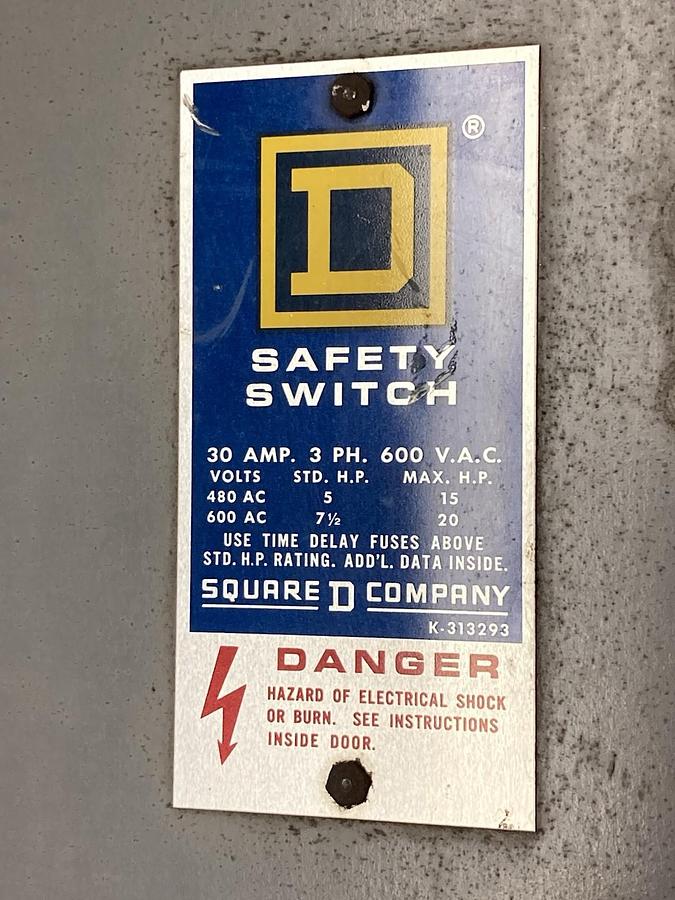 D ®
SAFETY
SWITCH
30 AMP. 3 PH. 600 V.A.C.
VOLTS STD. H.P. MAX. H.P.
480 AC 5 15
600 AC 7½ 20
USE TIME DELAY FUSES ABOVE
STD. H.P. RATING. ADD'L. DATA INSIDE.
SQUARE D COMPANY
K-313293
DANGER
HAZARD OF ELECTRICAL SHOCK
OR BURN. SEE INSTRUCTIONS
INSIDE DOOR.